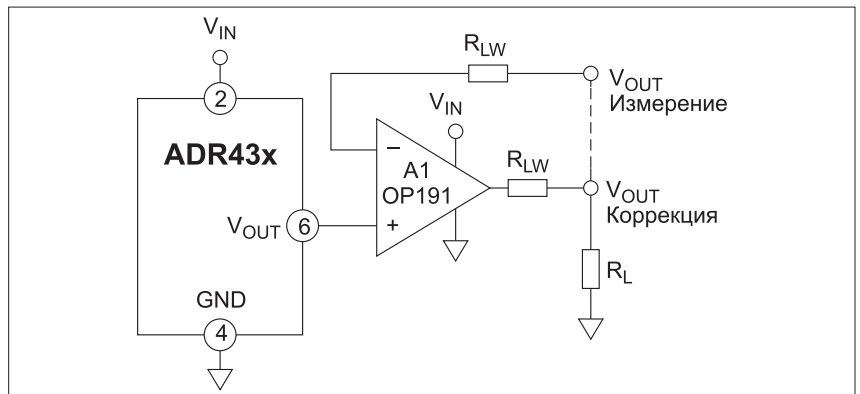 V_IN
2
ADR43x
V_OUT
6
GND
4
−
+
A1
OP191
V_IN
R_LW
R_LW
V_OUT
Измерение
V_OUT
Коррекция
R_L